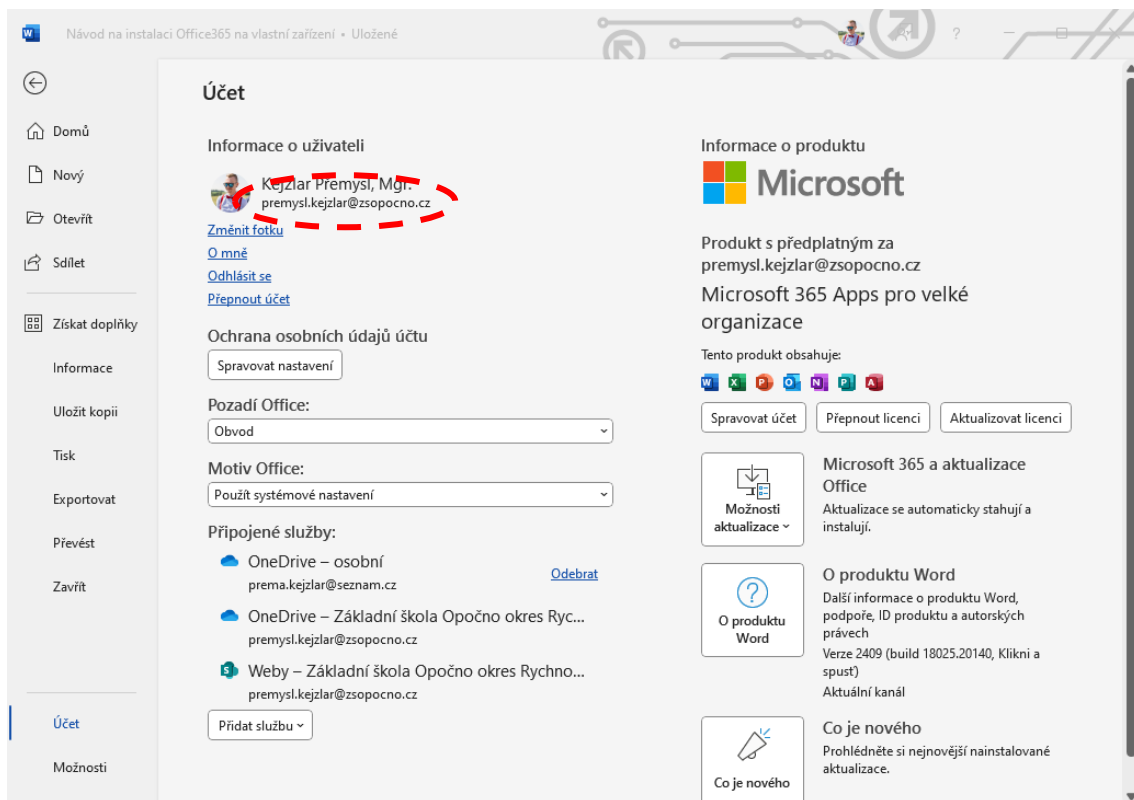 Návod na instalaci Office365 na vlastní zařízení • Uložené
?
Účet
Domů
Nový
Otevřít
Sdílet
Získat doplňky
Informace
Uložit kopii
Tisk
Exportovat
Převést
Zavřít
Účet
Možnosti
Informace o uživateli
Kejzlar Přemysl, Mgr.
premysl.kejzlar@zsopocno.cz
Změnit fotku
O mně
Odhlásit se
Přepnout účet
Ochrana osobních údajů účtu
Spravovat nastavení
Pozadí Office:
Obvod
Motiv Office:
Použít systémové nastavení
Připojené služby:
OneDrive – osobní
prema.kejzlar@seznam.cz
Odebrat
OneDrive – Základní škola Opočno okres Ryc...
premysl.kejzlar@zsopocno.cz
Weby – Základní škola Opočno okres Rychno...
premysl.kejzlar@zsopocno.cz
Přidat službu
Informace o produktu
Microsoft
Produkt s předplatným za
premysl.kejzlar@zsopocno.cz
Microsoft 365 Apps pro velké
organizace
Tento produkt obsahuje:
Spravovat účet
Přepnout licenci
Aktualizovat licenci
Možnosti
aktualizace
Microsoft 365 a aktualizace
Office
Aktualizace se automaticky stahují a
instalují.
O produktu
Word
O produktu Word
Další informace o produktu Word,
podpoře, ID produktu a autorských
právech
Verze 2409 (build 18025.20140, Klikni a
spusť)
Aktuální kanál
Co je nového
Co je nového
Prohlédněte si nejnovější nainstalované
aktualizace.